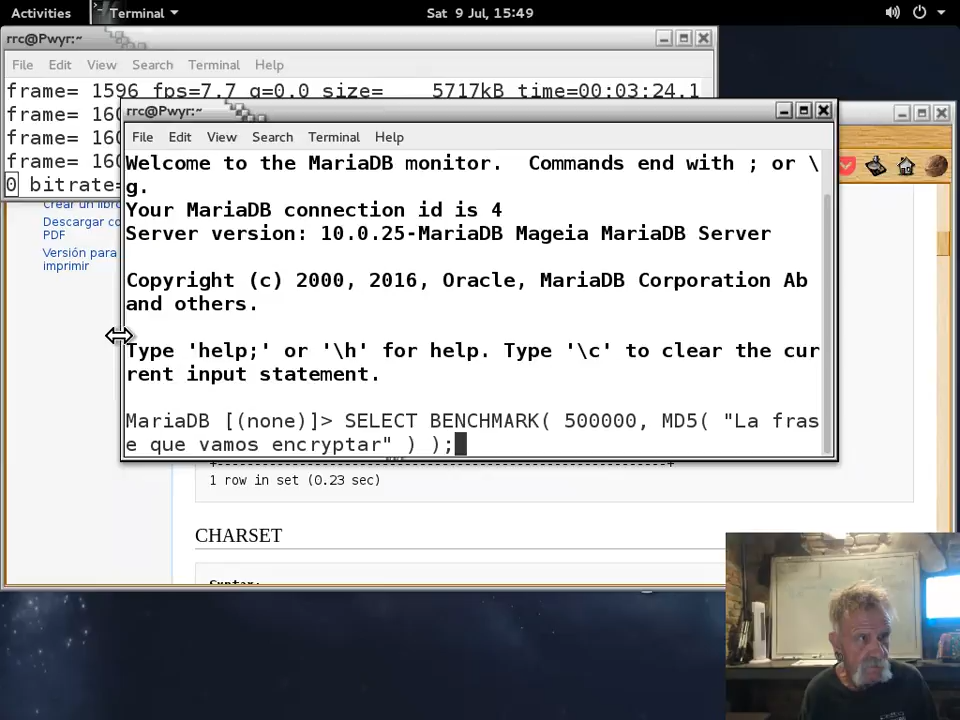 Activities
Terminal
Sat 9 Jul, 15:49
rrc@Pwyr:~
File Edit View Search Terminal Help
frame= 1596 fps=7.7 q=0.0 size= 5717kB time=00:03:24.1
frame= 160
frame= 160
frame= 160
0 bitrate=
rrc@Pwyr:~
File Edit View Search Terminal Help
Welcome to the MariaDB monitor.  Commands end with ; or \
g.
Your MariaDB connection id is 4
Server version: 10.0.25-MariaDB Mageia MariaDB Server
Copyright (c) 2000, 2016, Oracle, MariaDB Corporation Ab
and others.
Type 'help;' or '\h' for help. Type '\c' to clear the cur
rent input statement.
MariaDB [(none)]> SELECT BENCHMARK( 500000, MD5( "La fras
e que vamos encryptar" ) );
Crear un libro
Descargar co
PDF
Versión para
imprimir
1 row in set (0.23 sec)
CHARSET
Syntax: